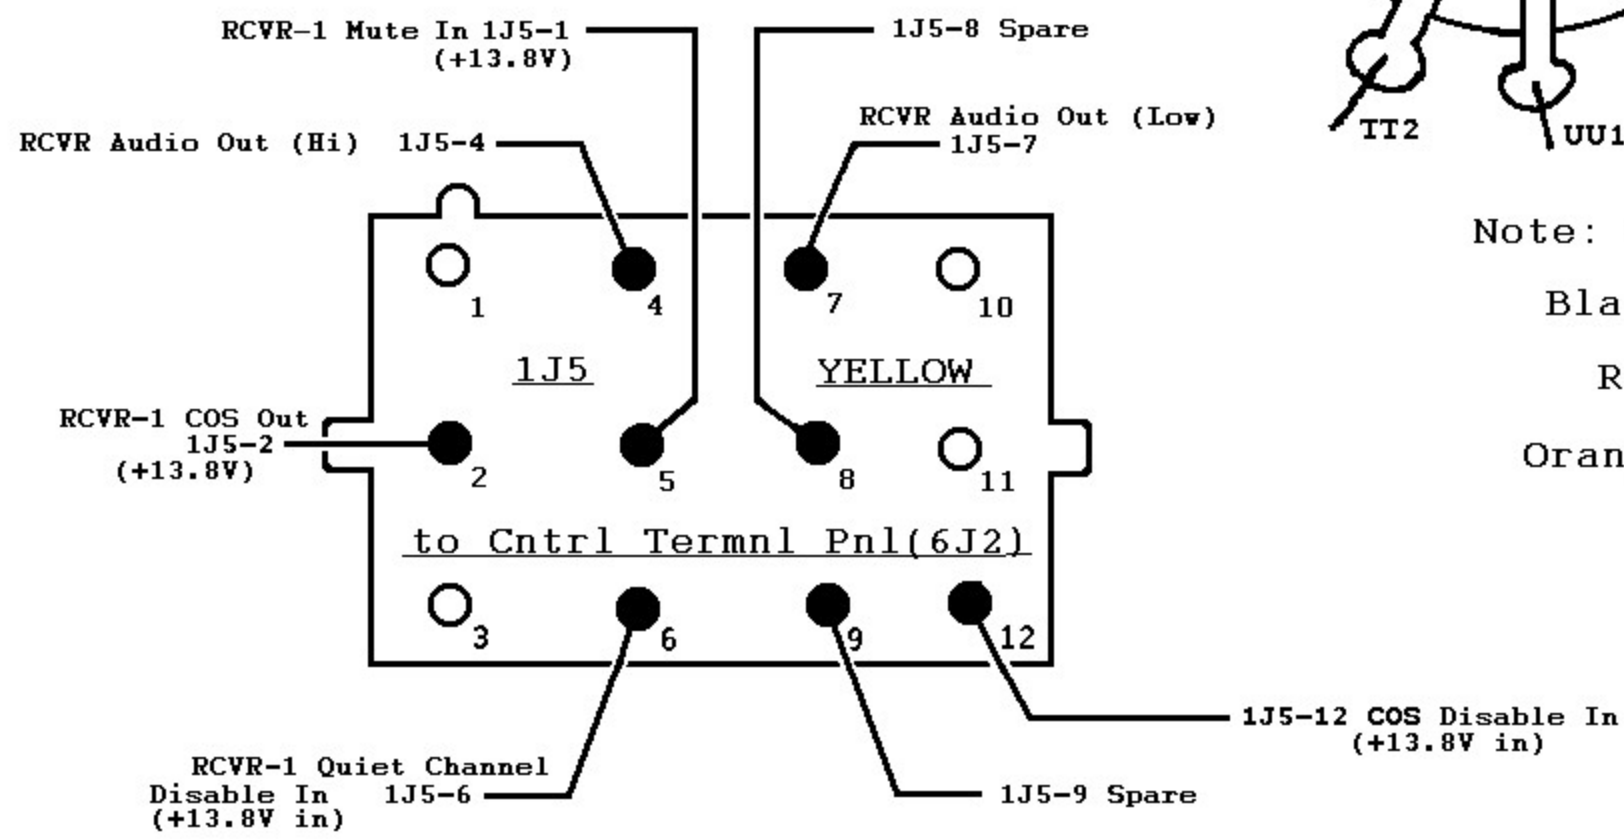 RCVR-1 Mute In 1J5-1
(+13.8V)
1J5-8 Spare
RCVR Audio Out (Hi) 1J5-4
RCVR Audio Out (Low)
1J5-7
TT2
UU1
Note:
1
4
7
10
Bla
1J5
YELLOW
R
RCVR-1 COS Out
1J5-2
(+13.8V)
2
5
8
11
Oran
to Cntrl Termnl Pnl(6J2)
3
6
9
12
1J5-12 COS Disable In
(+13.8V in)
RCVR-1 Quiet Channel
Disable In 1J5-6
(+13.8V in)
1J5-9 Spare